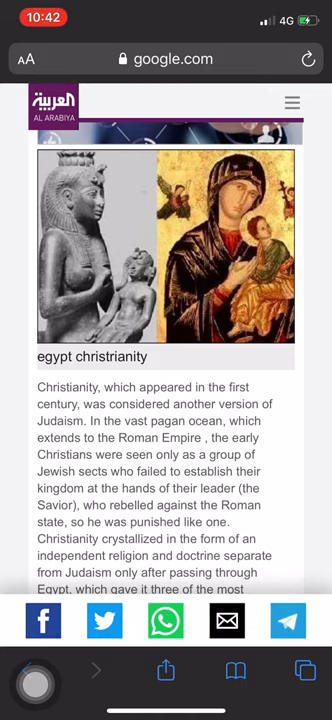 10:42
4G
AA
google.com
العربية
AL ARABIYA
egypt christrianity
Christianity, which appeared in the first
century, was considered another version of
Judaism. In the vast pagan ocean, which
extends to the Roman Empire , the early
Christians were seen only as a group of
Jewish sects who failed to establish their
kingdom at the hands of their leader (the
Savior), who rebelled against the Roman
state, so he was punished like one.
Christianity crystallized in the form of an
independent religion and doctrine separate
from Judaism only after passing through
Egypt, which gave it three of the most